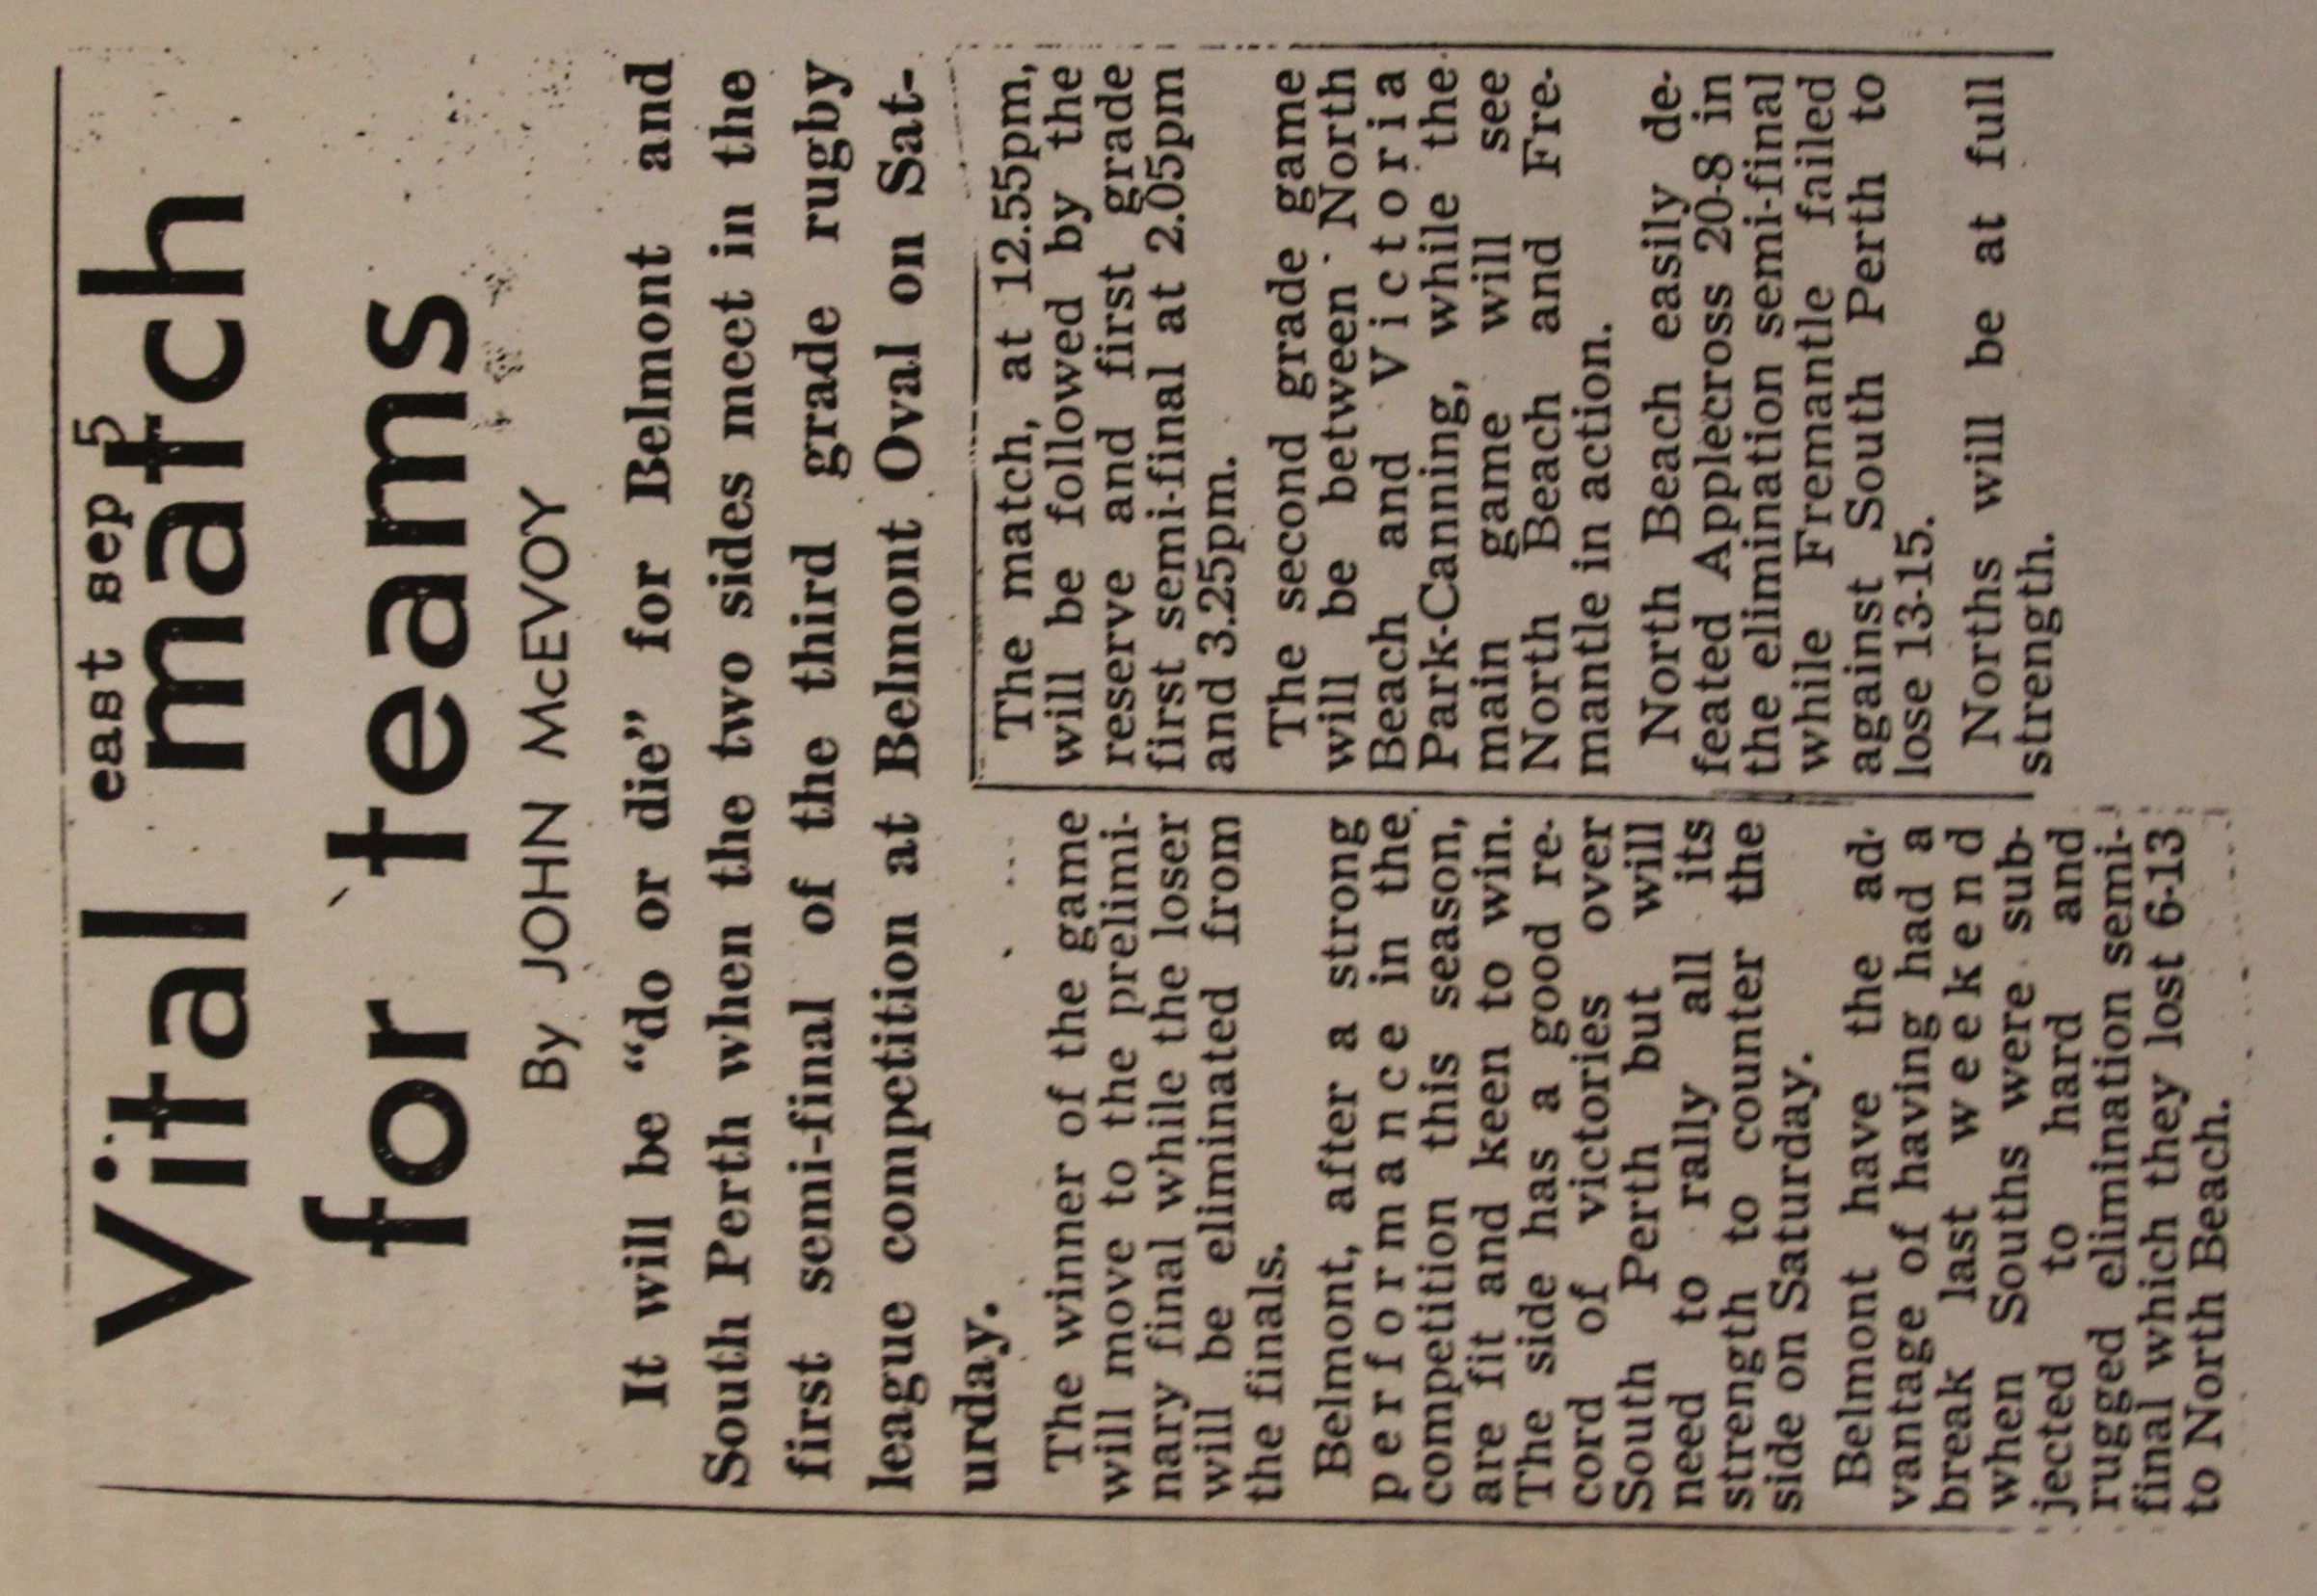 east sep 5
Vital match
for teams
By JOHN McEVOY
It will be “do or die” for Belmont and
South Perth when the two sides meet in the
first semi-final of the third grade rugby
league competition at Belmont Oval on Sat-
urday.
The winner of the game
will move to the prelimi-
nary final while the loser
will be eliminated from
the finals.
Belmont, after a strong
performance in the
competition this season,
are fit and keen to win.
The side has a good re-
cord of victories over
South Perth but will
need to rally all its
strength to counter the
side on Saturday.
Belmont have the ad-
vantage of having had a
break last weekend
when Souths were sub-
jected to hard and
rugged elimination semi-
final which they lost 6-13
to North Beach.
The match, at 12.55pm,
will be followed by the
reserve and first grade
first semi-final at 2.05pm
and 3.25pm.
The second grade game
will be between North
Beach and Victoria
Park-Canning, while the
main game will see
North Beach and Fre-
mantle in action.
North Beach easily de-
feated Applecross 20-8 in
the elimination semi-final
while Fremantle failed
against South Perth to
lose 13-15.
Norths will be at full
strength.